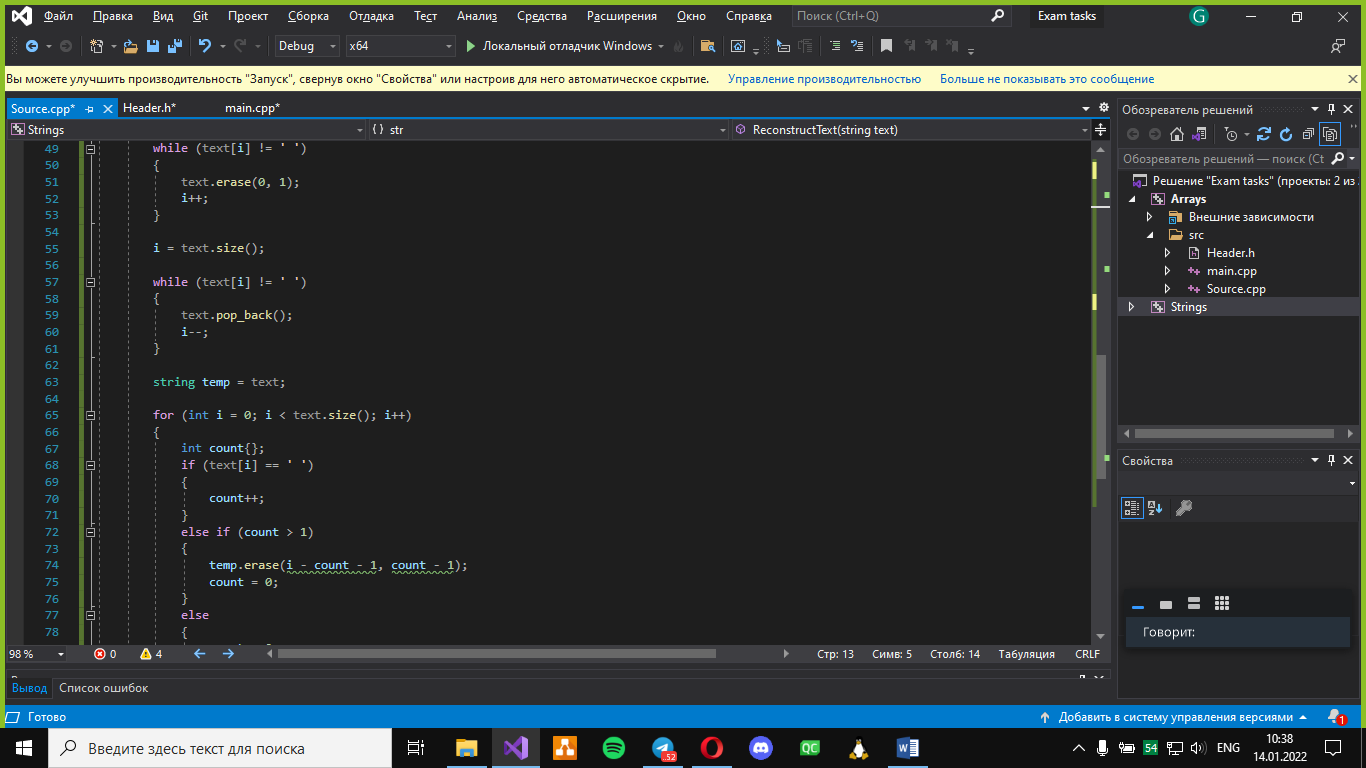 Файл Правка Вид Git Проект Сборка Отладка Тест Анализ Средства Расширения Окно Справка Поиск (Ctrl+Q) Exam tasks G
Debug x64 Локальный отладчик Windows
Вы можете улучшить производительность "Запуск", свернув окно "Свойства" или настроив для него автоматическое скрытие. Управление производительностью Больше не показывать это сообщение
Source.cpp* Header.h* main.cpp*
Strings {} str ReconstructText(string text)
49 while (text[i] != ' ')
50 {
51 text.erase(0, 1);
52 i++;
53 }
54
55 i = text.size();
56
57 while (text[i] != ' ')
58 {
59 text.pop_back();
60 i--;
61 }
62
63 string temp = text;
64
65 for (int i = 0; i < text.size(); i++)
66 {
67 int count{};
68 if (text[i] == ' ')
69 {
70 count++;
71 }
72 else if (count > 1)
73 {
74 temp.erase(i - count - 1, count - 1);
75 count = 0;
76 }
77 else
78 {
98 % 0 4 Стр: 13 Симв: 5 Столб: 14 Табуляция CRLF
Вывод Список ошибок
Обозреватель решений
Обозреватель решений — поиск (Ct
Решение "Exam tasks" (проекты: 2 из
Arrays
Внешние зависимости
src
Header.h
main.cpp
Source.cpp
Strings
Свойства
Говорит:
Готово Добавить в систему управления версиями 1
Введите здесь текст для поиска 52 QC W 54 ENG 10:38
14.01.2022